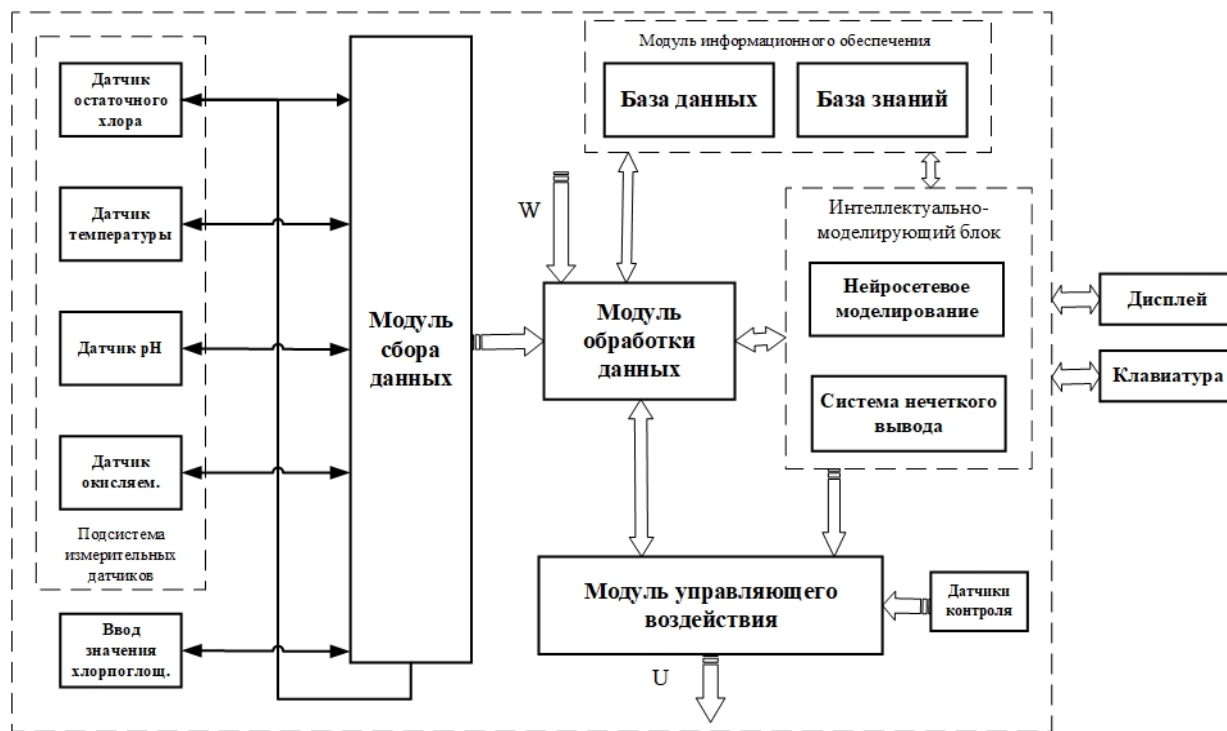 Датчик
остаточного
хлора
Датчик
температуры
Датчик pH
Датчик
окисляем.
Подсистема
измерительных
датчиков
Ввод
значения
хлорпоглощ.
Модуль
сбора
данных
Модуль информационного обеспечения
База данных
База знаний
W
Модуль
обработки
данных
Интеллектуально-
моделирующий блок
Нейросетевое
моделирование
Система нечеткого
вывода
Модуль управляющего
воздействия
Датчики
контроля
U
Дисплей
Клавиатура